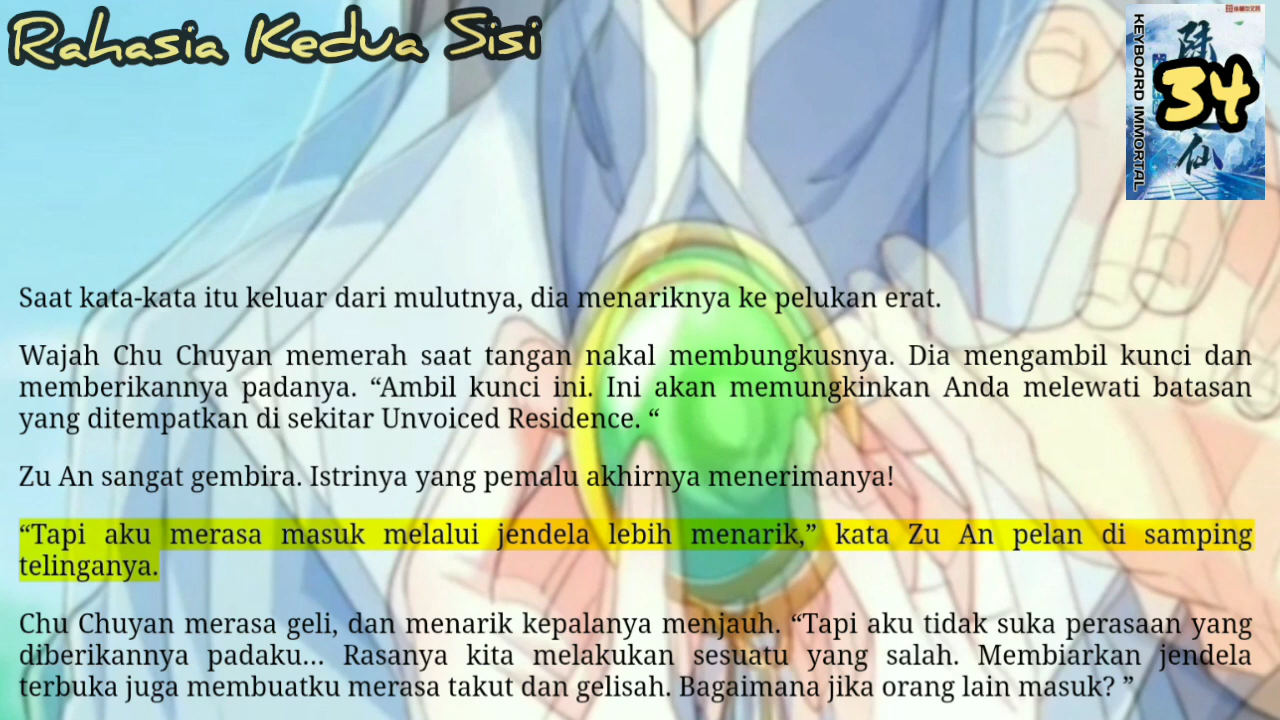 Rahasia Kedua Sisi
KEYBOARD IMMORTAL
34
仙
Saat kata-kata itu keluar dari mulutnya, dia menariknya ke pelukan erat.
Wajah Chu Chuyan memerah saat tangan nakal membungkusnya. Dia mengambil kunci dan
memberikannya padanya. “Ambil kunci ini. Ini akan memungkinkan Anda melewati batasan
yang ditempatkan di sekitar Unvoiced Residence. “
Zu An sangat gembira. Istrinya yang pemalu akhirnya menerimanya!
“Tapi aku merasa masuk melalui jendela lebih menarik,” kata Zu An pelan di samping
telinganya.
Chu Chuyan merasa geli, dan menarik kepalanya menjauh. “Tapi aku tidak suka perasaan yang
diberikannya padaku... Rasanya kita melakukan sesuatu yang salah. Membiarkan jendela
terbuka juga membuatku merasa takut dan gelisah. Bagaimana jika orang lain masuk? ”